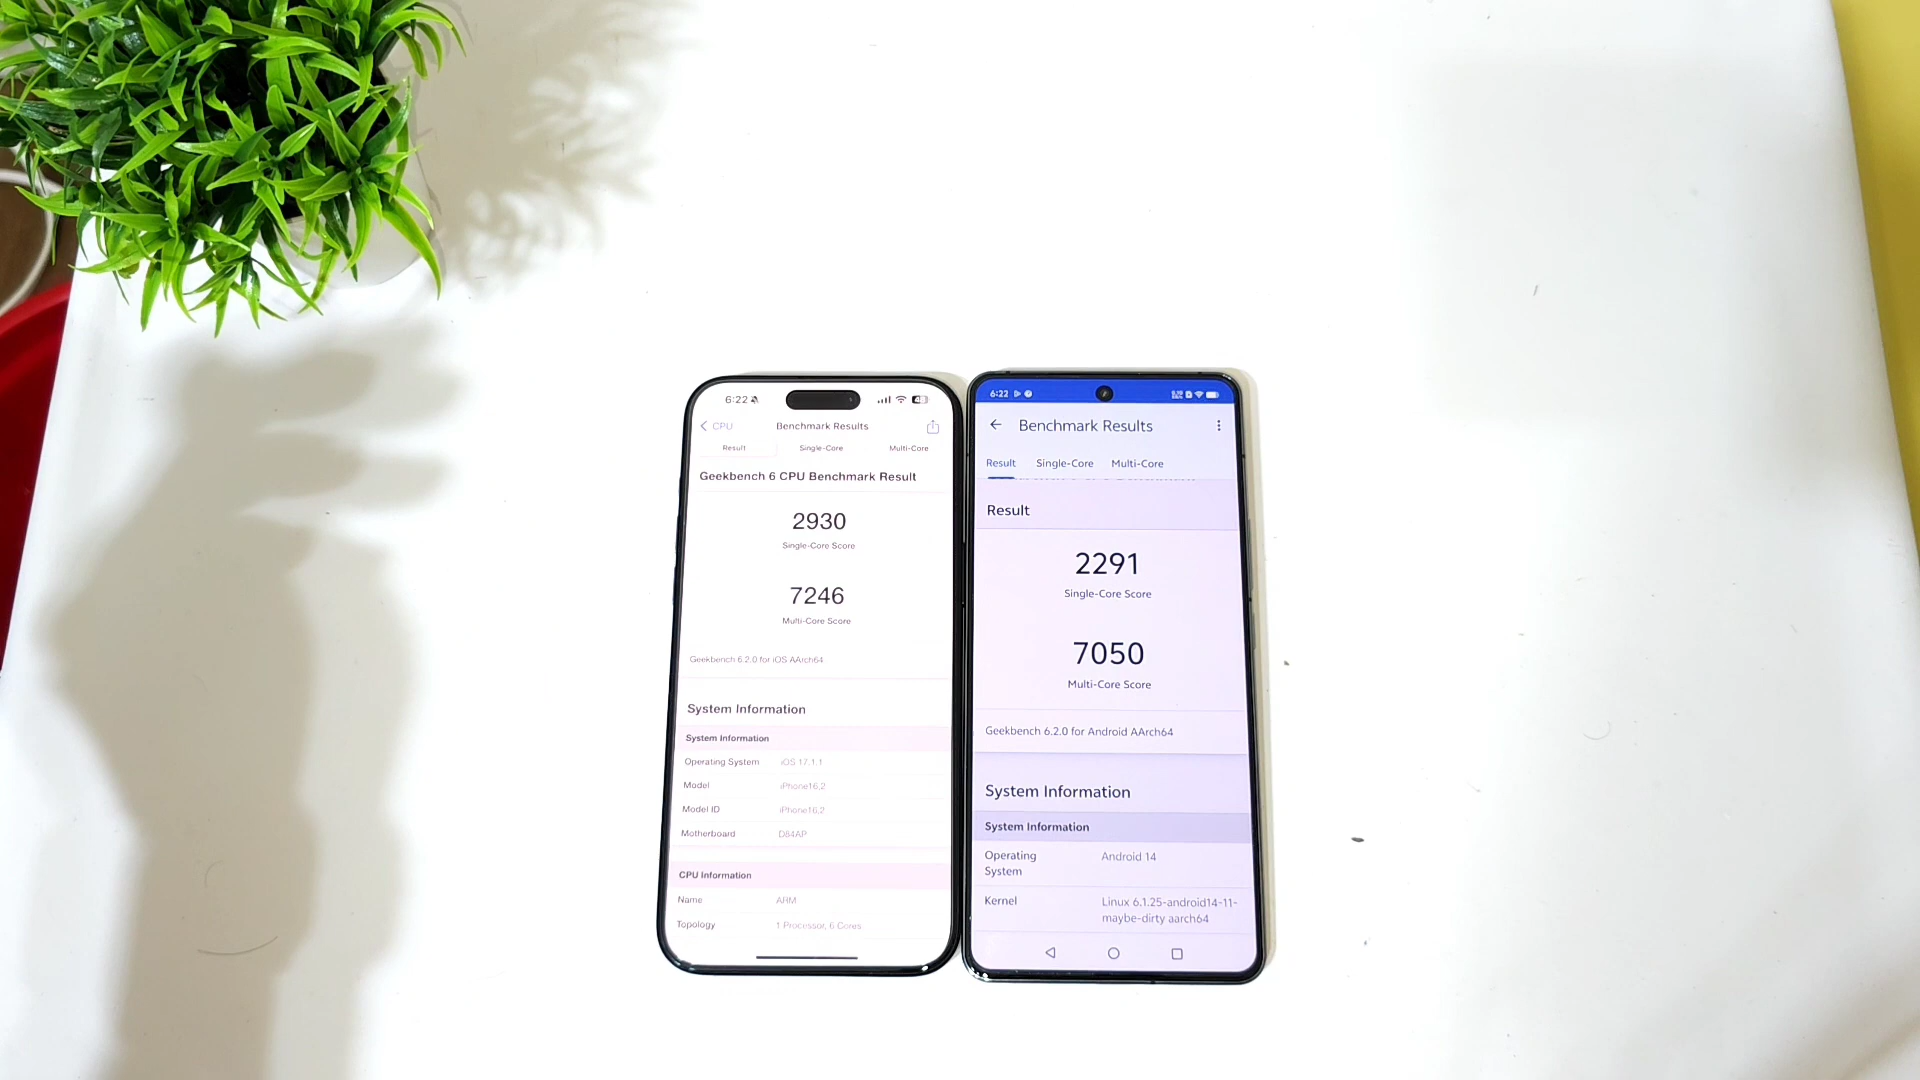 6:22
CPU
Benchmark Results
Result Single-Core Multi-Core
Geekbench 6 CPU Benchmark Result
2930
Single-Core Score
7246
Multi-Core Score
Geekbench 6.2.0 for iOS AArch64
System Information
System Information
Operating System iOS 17.1.1
Model iPhone16,2
Model ID iPhone16,2
Motherboard D84AP
CPU Information
Name ARM
Topology 1 Processor, 6 Cores
6:22
Benchmark Results
Result Single-Core Multi-Core
Result
2291
Single-Core Score
7050
Multi-Core Score
Geekbench 6.2.0 for Android AArch64
System Information
System Information
Operating Android 14
System
Kernel Linux 6.1.25-android14-11-
maybe-dirty aarch64